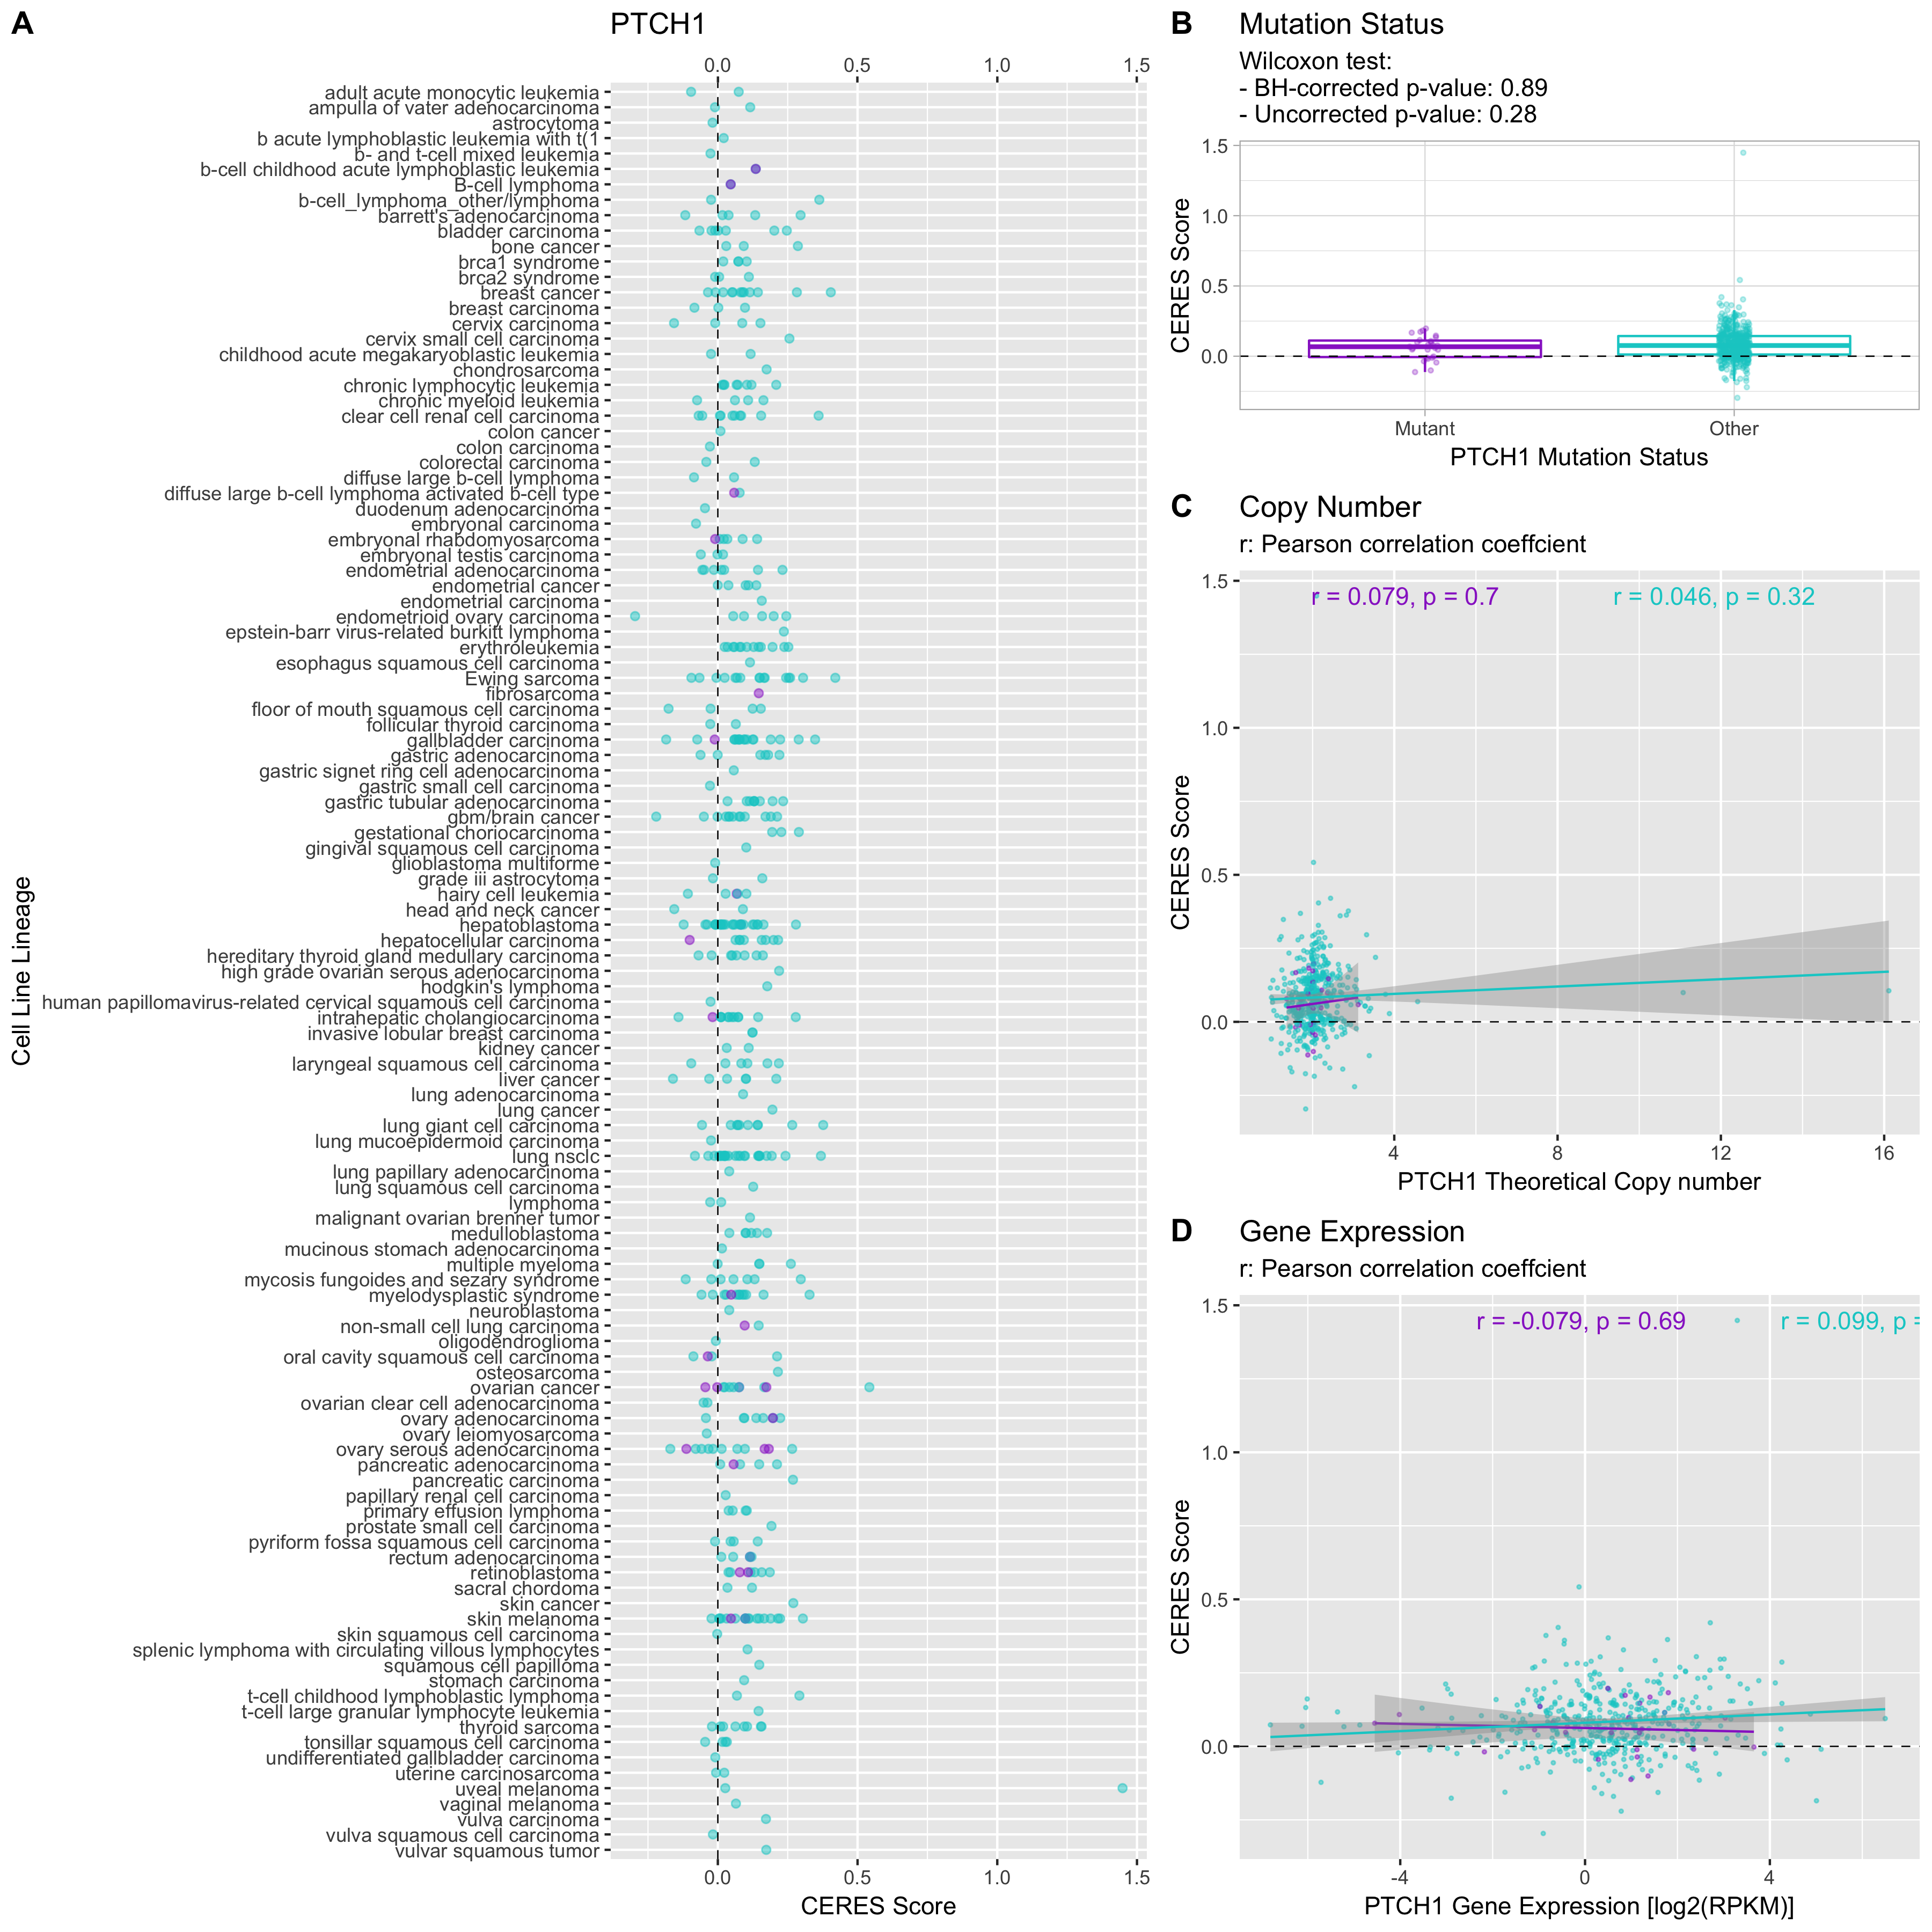 A
PTCH1
0.0 0.5 1.0 1.5
Cell Line Lineage
adult acute monocytic leukemia
ampulla of vater adenocarcinoma
astrocytoma
b acute lymphoblastic leukemia with t(1
b- and t-cell mixed leukemia
b-cell childhood acute lymphoblastic leukemia
B-cell lymphoma
b-cell_lymphoma_other/lymphoma
barrett's adenocarcinoma
bladder carcinoma
bone cancer
brca1 syndrome
brca2 syndrome
breast cancer
breast carcinoma
cervix carcinoma
cervix small cell carcinoma
childhood acute megakaryoblastic leukemia
chondrosarcoma
chronic lymphocytic leukemia
chronic myeloid leukemia
clear cell renal cell carcinoma
colon cancer
colon carcinoma
colorectal carcinoma
diffuse large b-cell lymphoma
diffuse large b-cell lymphoma activated b-cell type
duodenum adenocarcinoma
embryonal carcinoma
embryonal rhabdomyosarcoma
embryonal testis carcinoma
endometrial adenocarcinoma
endometrial cancer
endometrial carcinoma
endometrioid ovary carcinoma
epstein-barr virus-related burkitt lymphoma
erythroleukemia
esophagus squamous cell carcinoma
Ewing sarcoma
fibrosarcoma
floor of mouth squamous cell carcinoma
follicular thyroid carcinoma
gallbladder carcinoma
gastric adenocarcinoma
gastric signet ring cell adenocarcinoma
gastric small cell carcinoma
gastric tubular adenocarcinoma
gbm/brain cancer
gestational choriocarcinoma
gingival squamous cell carcinoma
glioblastoma multiforme
grade iii astrocytoma
hairy cell leukemia
head and neck cancer
hepatoblastoma
hepatocellular carcinoma
hereditary thyroid gland medullary carcinoma
high grade ovarian serous adenocarcinoma
hodgkin's lymphoma
human papillomavirus-related cervical squamous cell carcinoma
intrahepatic cholangiocarcinoma
invasive lobular breast carcinoma
kidney cancer
laryngeal squamous cell carcinoma
liver cancer
lung adenocarcinoma
lung cancer
lung giant cell carcinoma
lung mucoepidermoid carcinoma
lung nsclc
lung papillary adenocarcinoma
lung squamous cell carcinoma
lymphoma
malignant ovarian brenner tumor
medulloblastoma
mucinous stomach adenocarcinoma
multiple myeloma
mycosis fungoides and sezary syndrome
myelodysplastic syndrome
neuroblastoma
non-small cell lung carcinoma
oligodendroglioma
oral cavity squamous cell carcinoma
osteosarcoma
ovarian cancer
ovarian clear cell adenocarcinoma
ovary adenocarcinoma
ovary leiomyosarcoma
ovary serous adenocarcinoma
pancreatic adenocarcinoma
pancreatic carcinoma
papillary renal cell carcinoma
primary effusion lymphoma
prostate small cell carcinoma
pyriform fossa squamous cell carcinoma
rectum adenocarcinoma
retinoblastoma
sacral chordoma
skin cancer
skin melanoma
skin squamous cell carcinoma
splenic lymphoma with circulating villous lymphocytes
squamous cell papilloma
stomach carcinoma
t-cell childhood lymphoblastic lymphoma
t-cell large granular lymphocyte leukemia
thyroid sarcoma
tonsillar squamous cell carcinoma
undifferentiated gallbladder carcinoma
uterine carcinosarcoma
uveal melanoma
vaginal melanoma
vulva carcinoma
vulva squamous cell carcinoma
vulvar squamous tumor
0.0 0.5 1.0 1.5
CERES Score
B
Mutation Status
Wilcoxon test:
- BH-corrected p-value: 0.89
- Uncorrected p-value: 0.28
CERES Score
1.5
1.0
0.5
0.0
Mutant Other
PTCH1 Mutation Status
C
Copy Number
r: Pearson correlation coeffcient
CERES Score
1.5
1.0
0.5
0.0
r = 0.079, p = 0.7
r = 0.046, p = 0.32
4 8 12 16
PTCH1 Theoretical Copy number
D
Gene Expression
r: Pearson correlation coeffcient
CERES Score
1.5
1.0
0.5
0.0
r = -0.079, p = 0.69
r = 0.099, p =
-4 0 4
PTCH1 Gene Expression [log2(RPKM)]